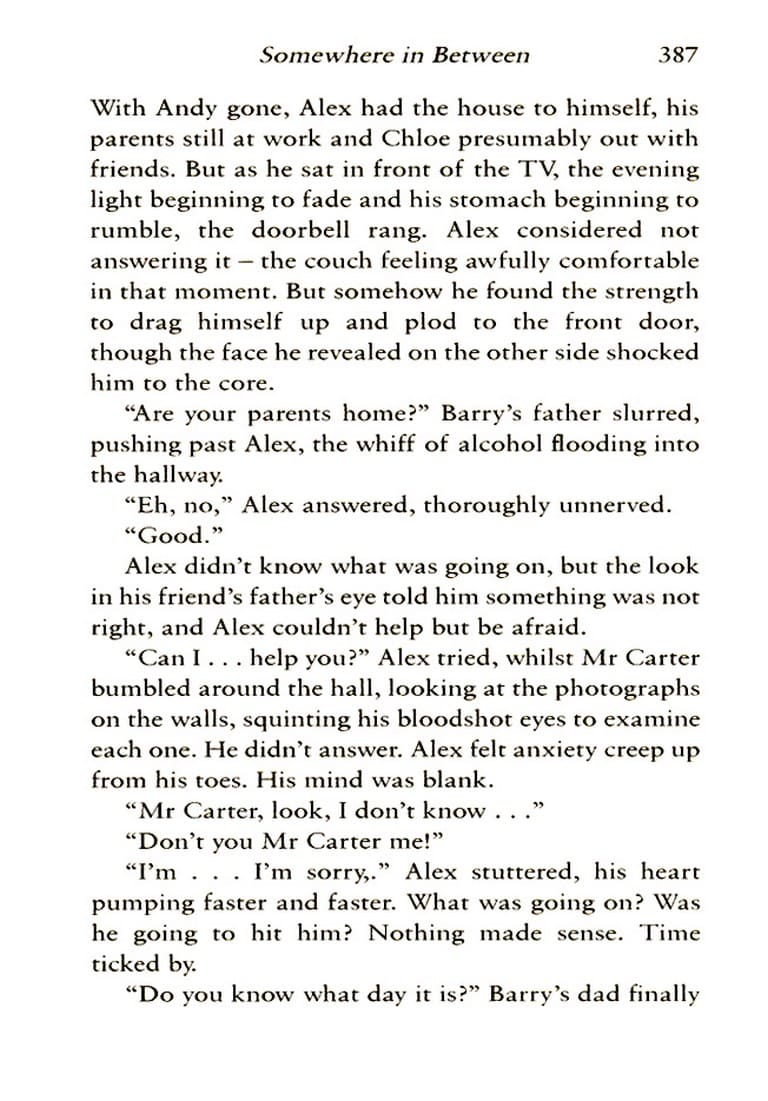 Somewhere in Between 387
With Andy gone, Alex had the house to himself, his
parents still at work and Chloe presumably out with
friends. But as he sat in front of the TV, the evening
light beginning to fade and his stomach beginning to
rumble, the doorbell rang. Alex considered not
answering it – the couch feeling awfully comfortable
in that moment. But somehow he found the strength
to drag himself up and plod to the front door,
though the face he revealed on the other side shocked
him to the core.
“Are your parents home?” Barry’s father slurred,
pushing past Alex, the whiff of alcohol flooding into
the hallway.
“Eh, no,” Alex answered, thoroughly unnerved.
“Good.”
Alex didn’t know what was going on, but the look
in his friend’s father’s eye told him something was not
right, and Alex couldn’t help but be afraid.
“Can I . . . help you?” Alex tried, whilst Mr Carter
bumbled around the hall, looking at the photographs
on the walls, squinting his bloodshot eyes to examine
each one. He didn’t answer. Alex felt anxiety creep up
from his toes. His mind was blank.
“Mr Carter, look, I don’t know . . .”
“Don’t you Mr Carter me!”
“I’m . . . I’m sorry,.” Alex stuttered, his heart
pumping faster and faster. What was going on? Was
he going to hit him? Nothing made sense. Time
ticked by.
“Do you know what day it is?” Barry’s dad finally